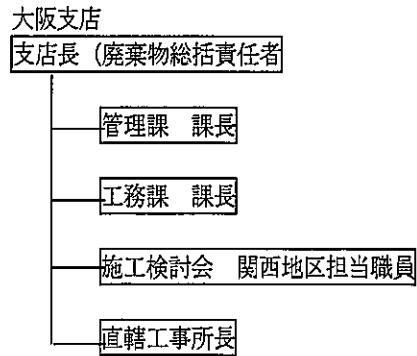 大阪支店
支店長（廃棄物総括責任者
管理課　課長
工務課　課長
施工検討会　関西地区担当職員
直轄工事所長